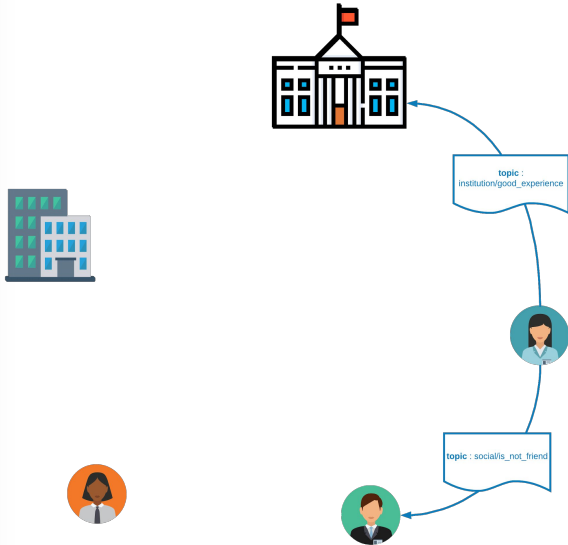 topic :
institution/good_experience
topic : social/is_not_friend